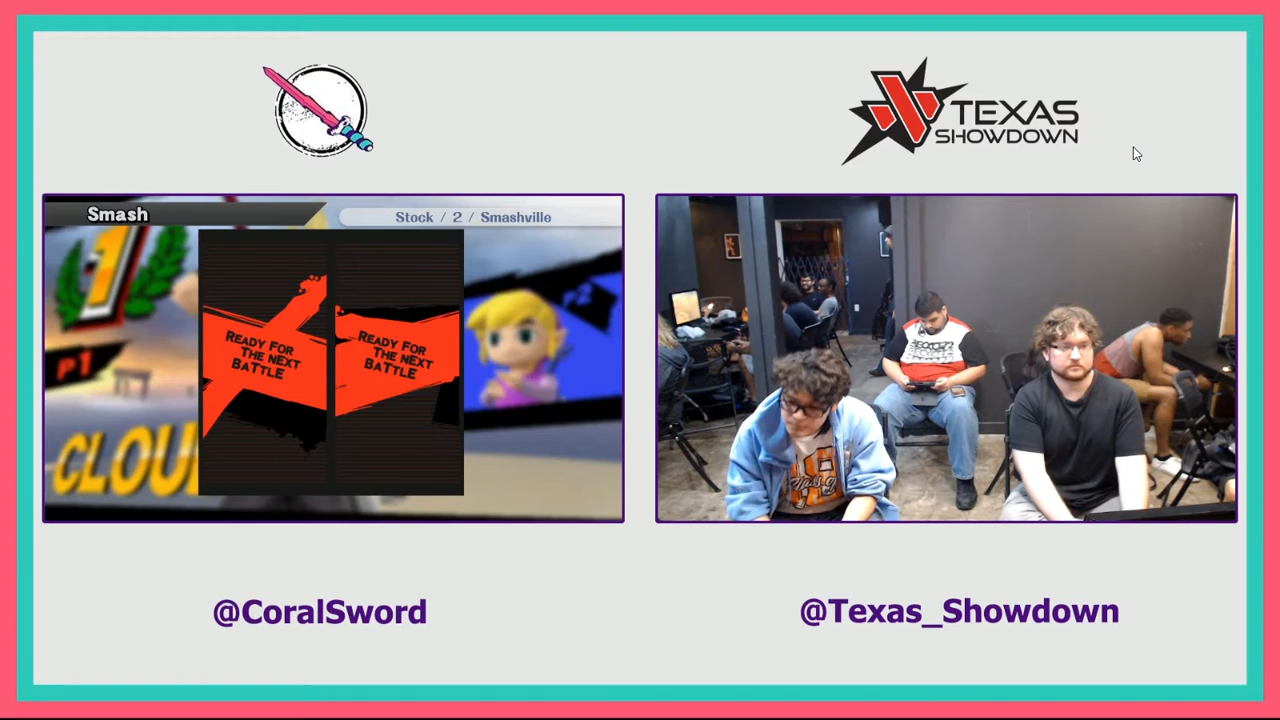 TEXAS
SHOWDOWN
Smash
Stock / 2 / Smashville
1
P1
CLOU
READY FOR
THE NEXT
BATTLE
READY FOR
THE NEXT
BATTLE
P2
@CoralSword
@Texas_Showdown